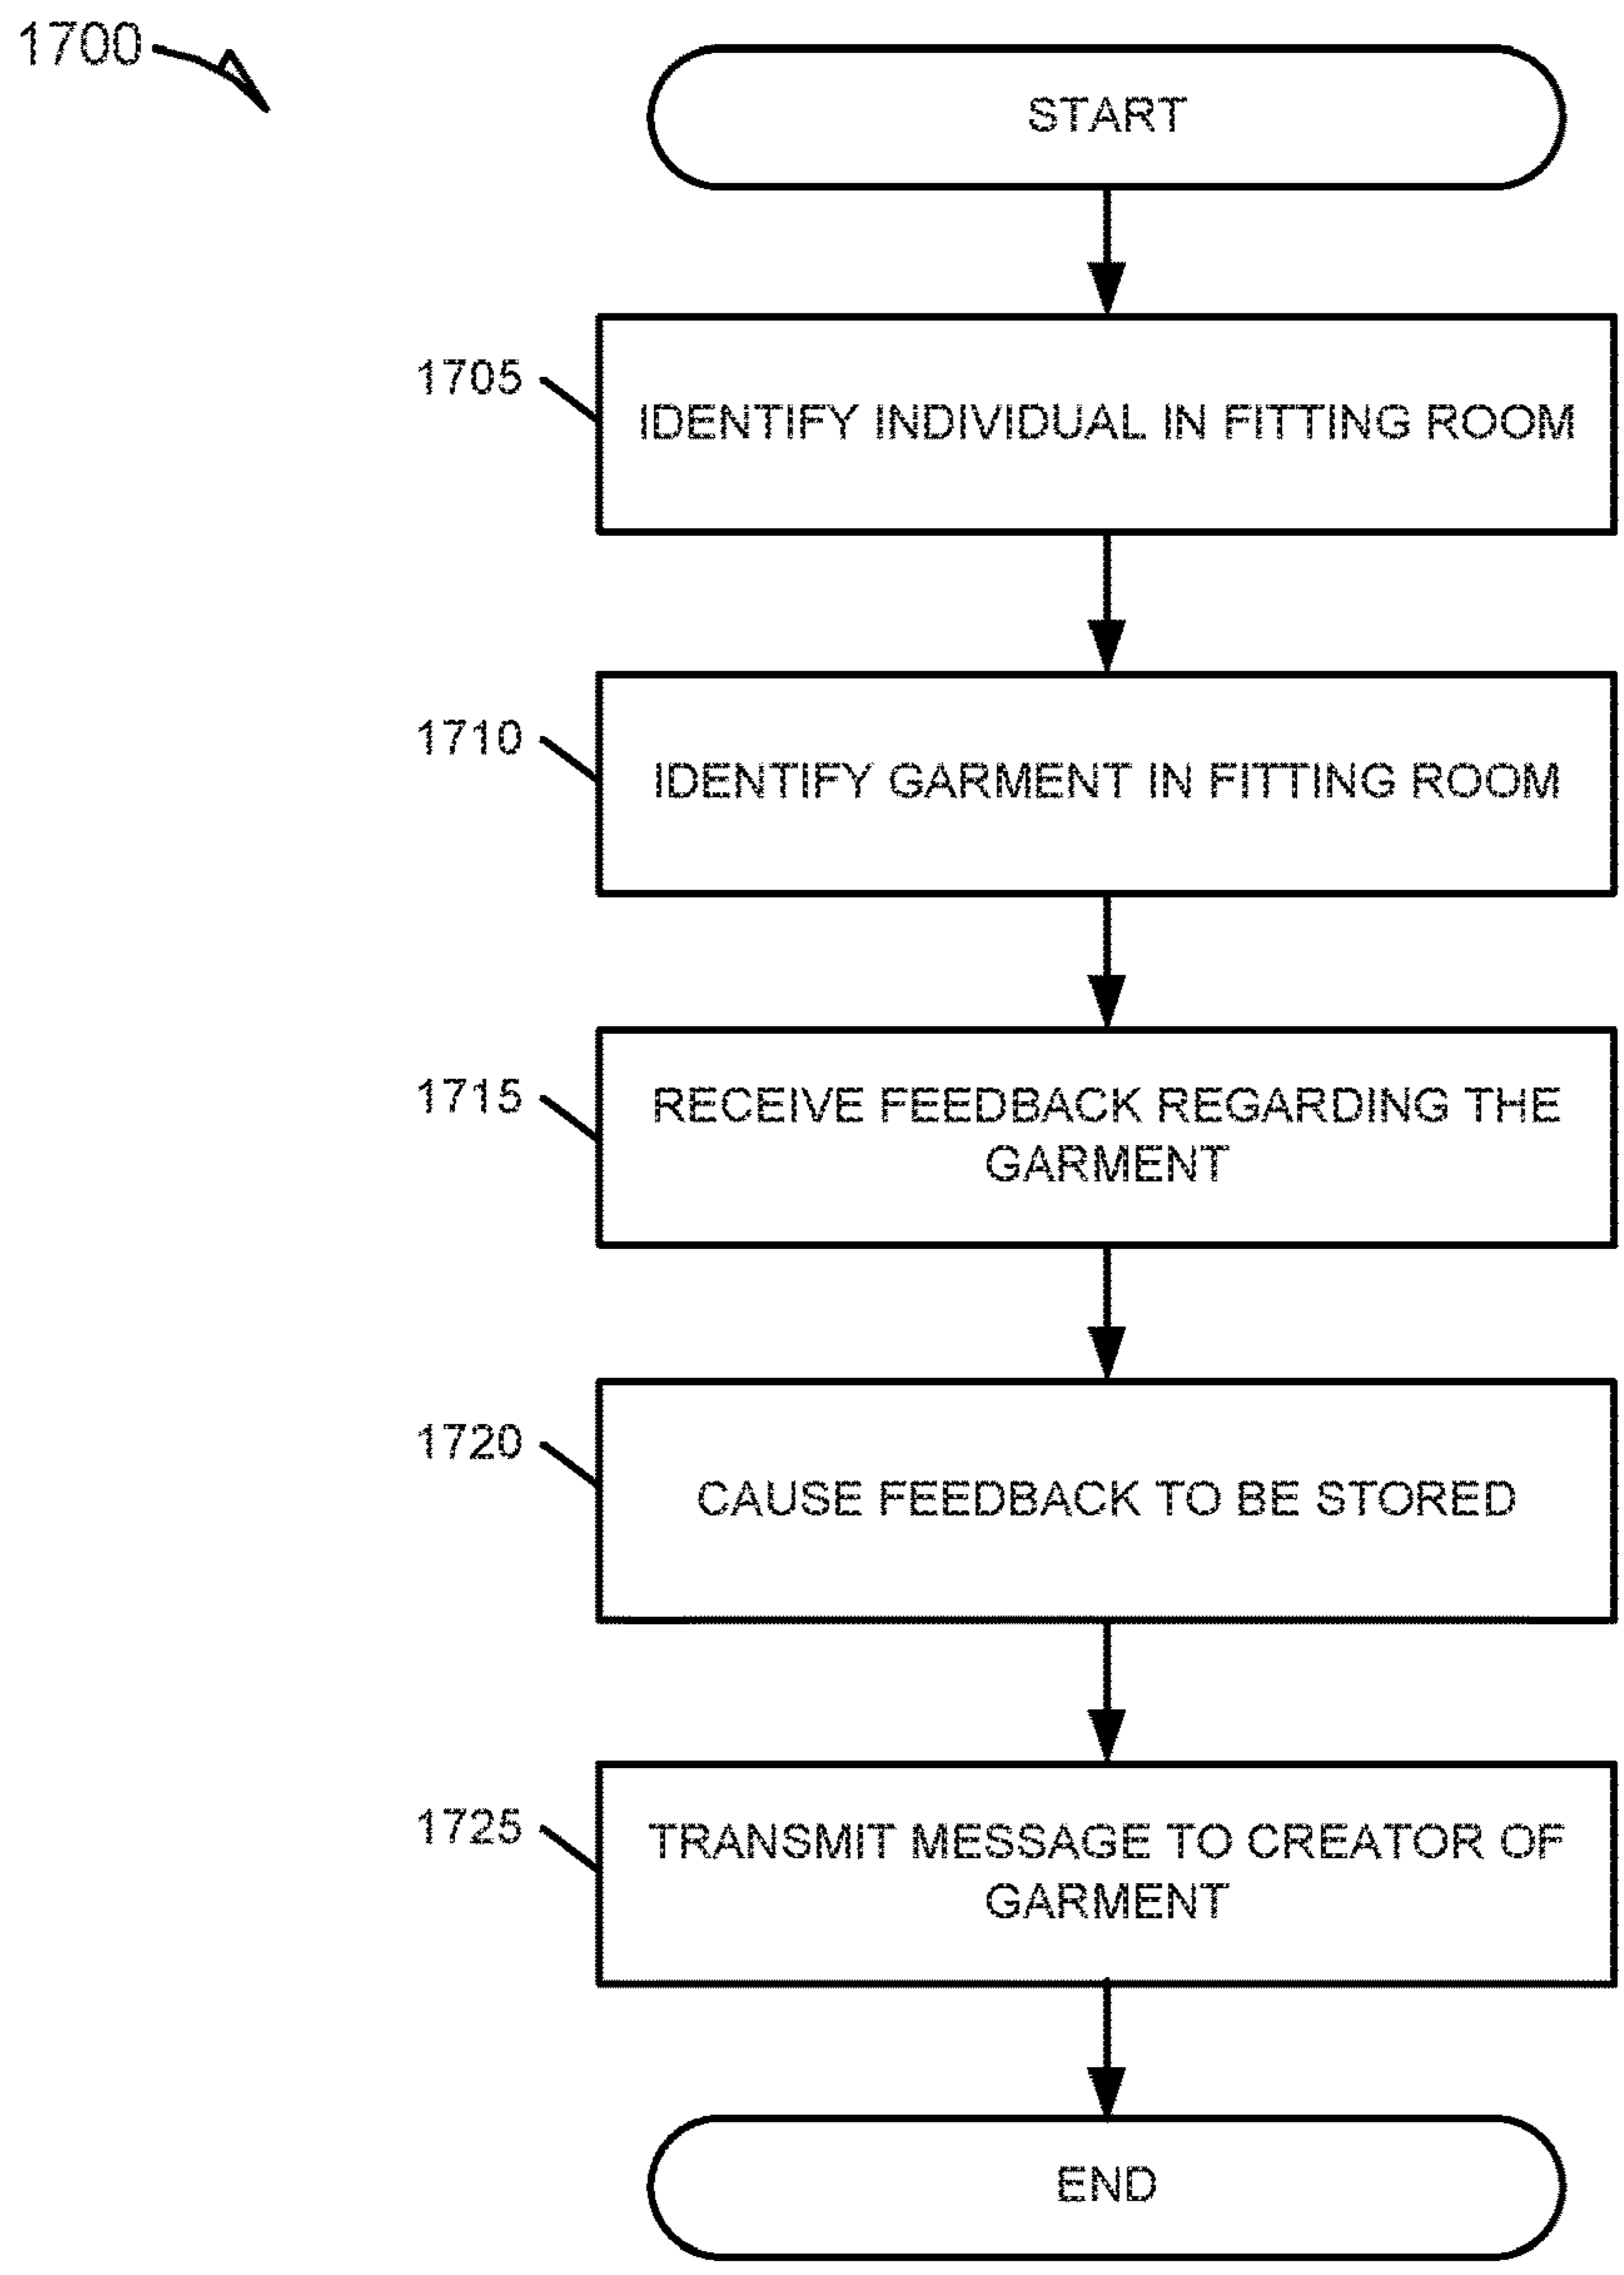 1700
START
1705
IDENTIFY INDIVIDUAL IN FITTING ROOM
1710
IDENTIFY GARMENT IN FITTING ROOM
1715
RECEIVE FEEDBACK REGARDING THE
GARMENT
1720
CAUSE FEEDBACK TO BE STORED
1725
TRANSMIT MESSAGE TO CREATOR OF
GARMENT
END